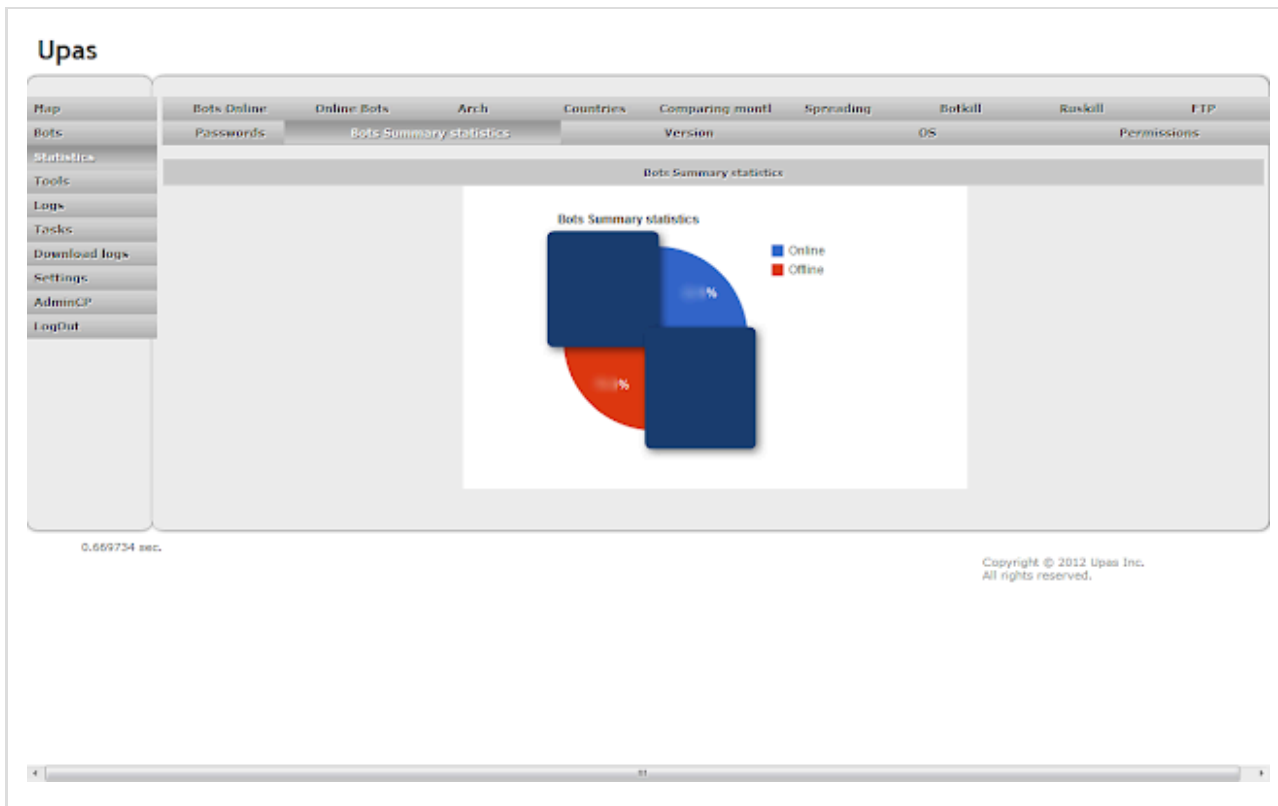 Upas
Map
Bots
Statistics
Tools
Logs
Tasks
Download logs
Settings
AdminCP
LogOut
Bots Online Online Bots Arch Countries Comparing montl Spreading Botkill Ruskill FTP
Passwords Bots Summary statistics Version OS Permissions
Bots Summary statistics
Bots Summary statistics
Online
Offline
%
%
0.669734 sec.
Copyright © 2012 Upas Inc.
All rights reserved.